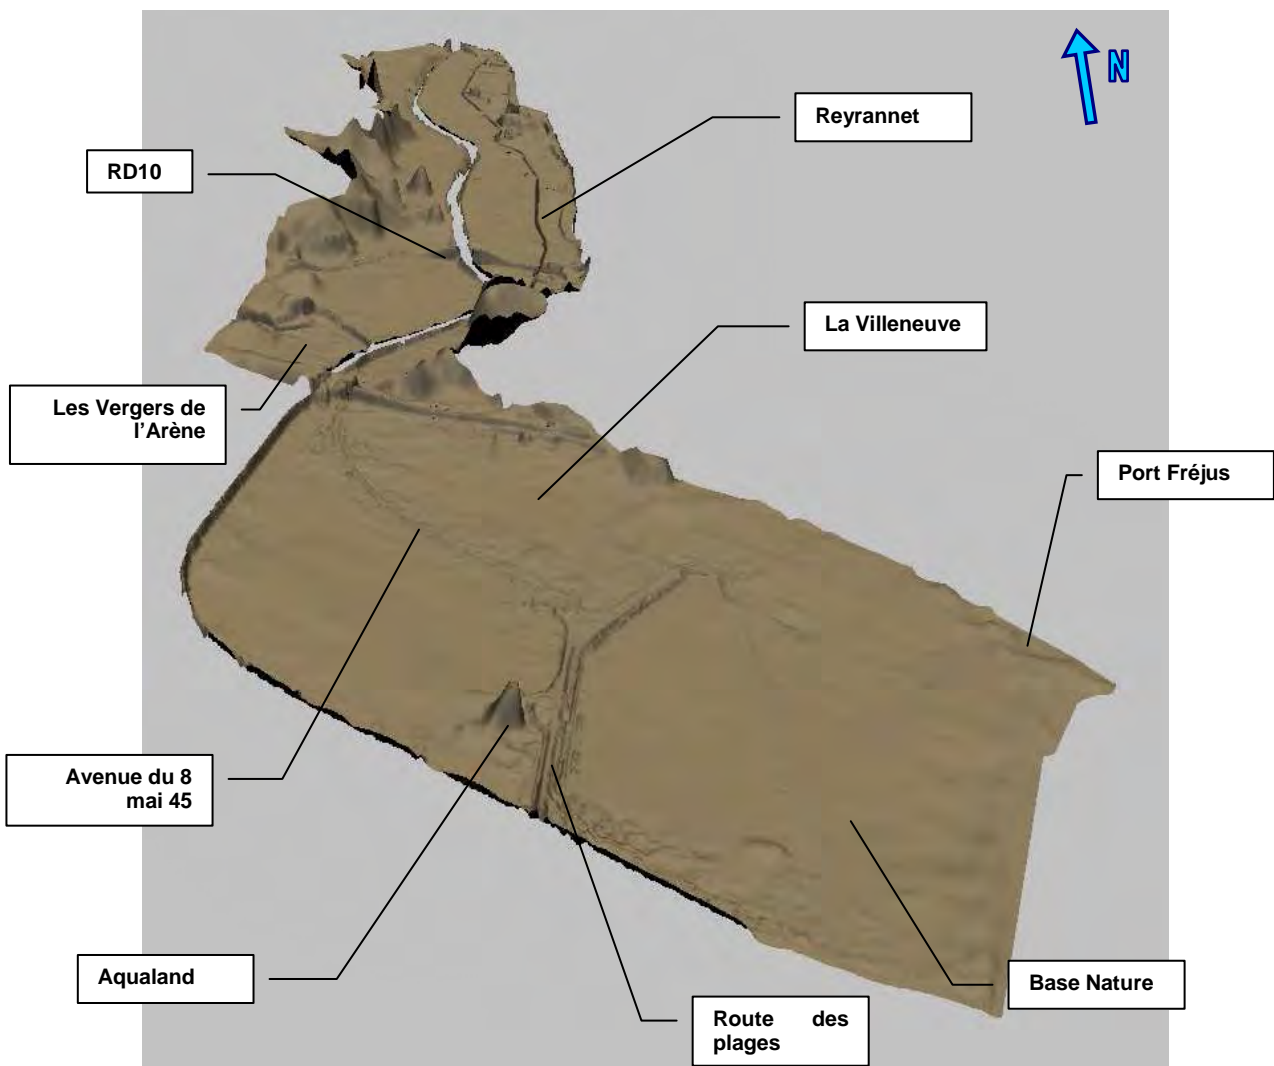 N
Reyrannet
RD10
La Villeneuve
Les Vergers de
l'Arène
Port Fréjus
Avenue du 8
mai 45
Aqualand
Base Nature
Route des
plages